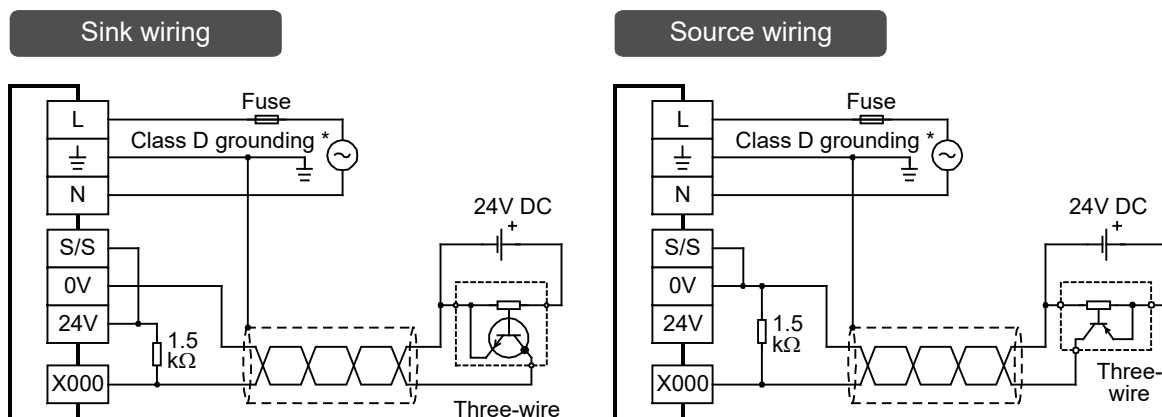 Sink wiring
L
Fuse
Class D grounding *
N
24V DC
+
S/S
0V
24V
1.5
kΩ
X000
Three-wire
Source wiring
L
Fuse
Class D grounding *
N
24V DC
+
S/S
0V
24V
1.5
kΩ
X000
Three-
wire